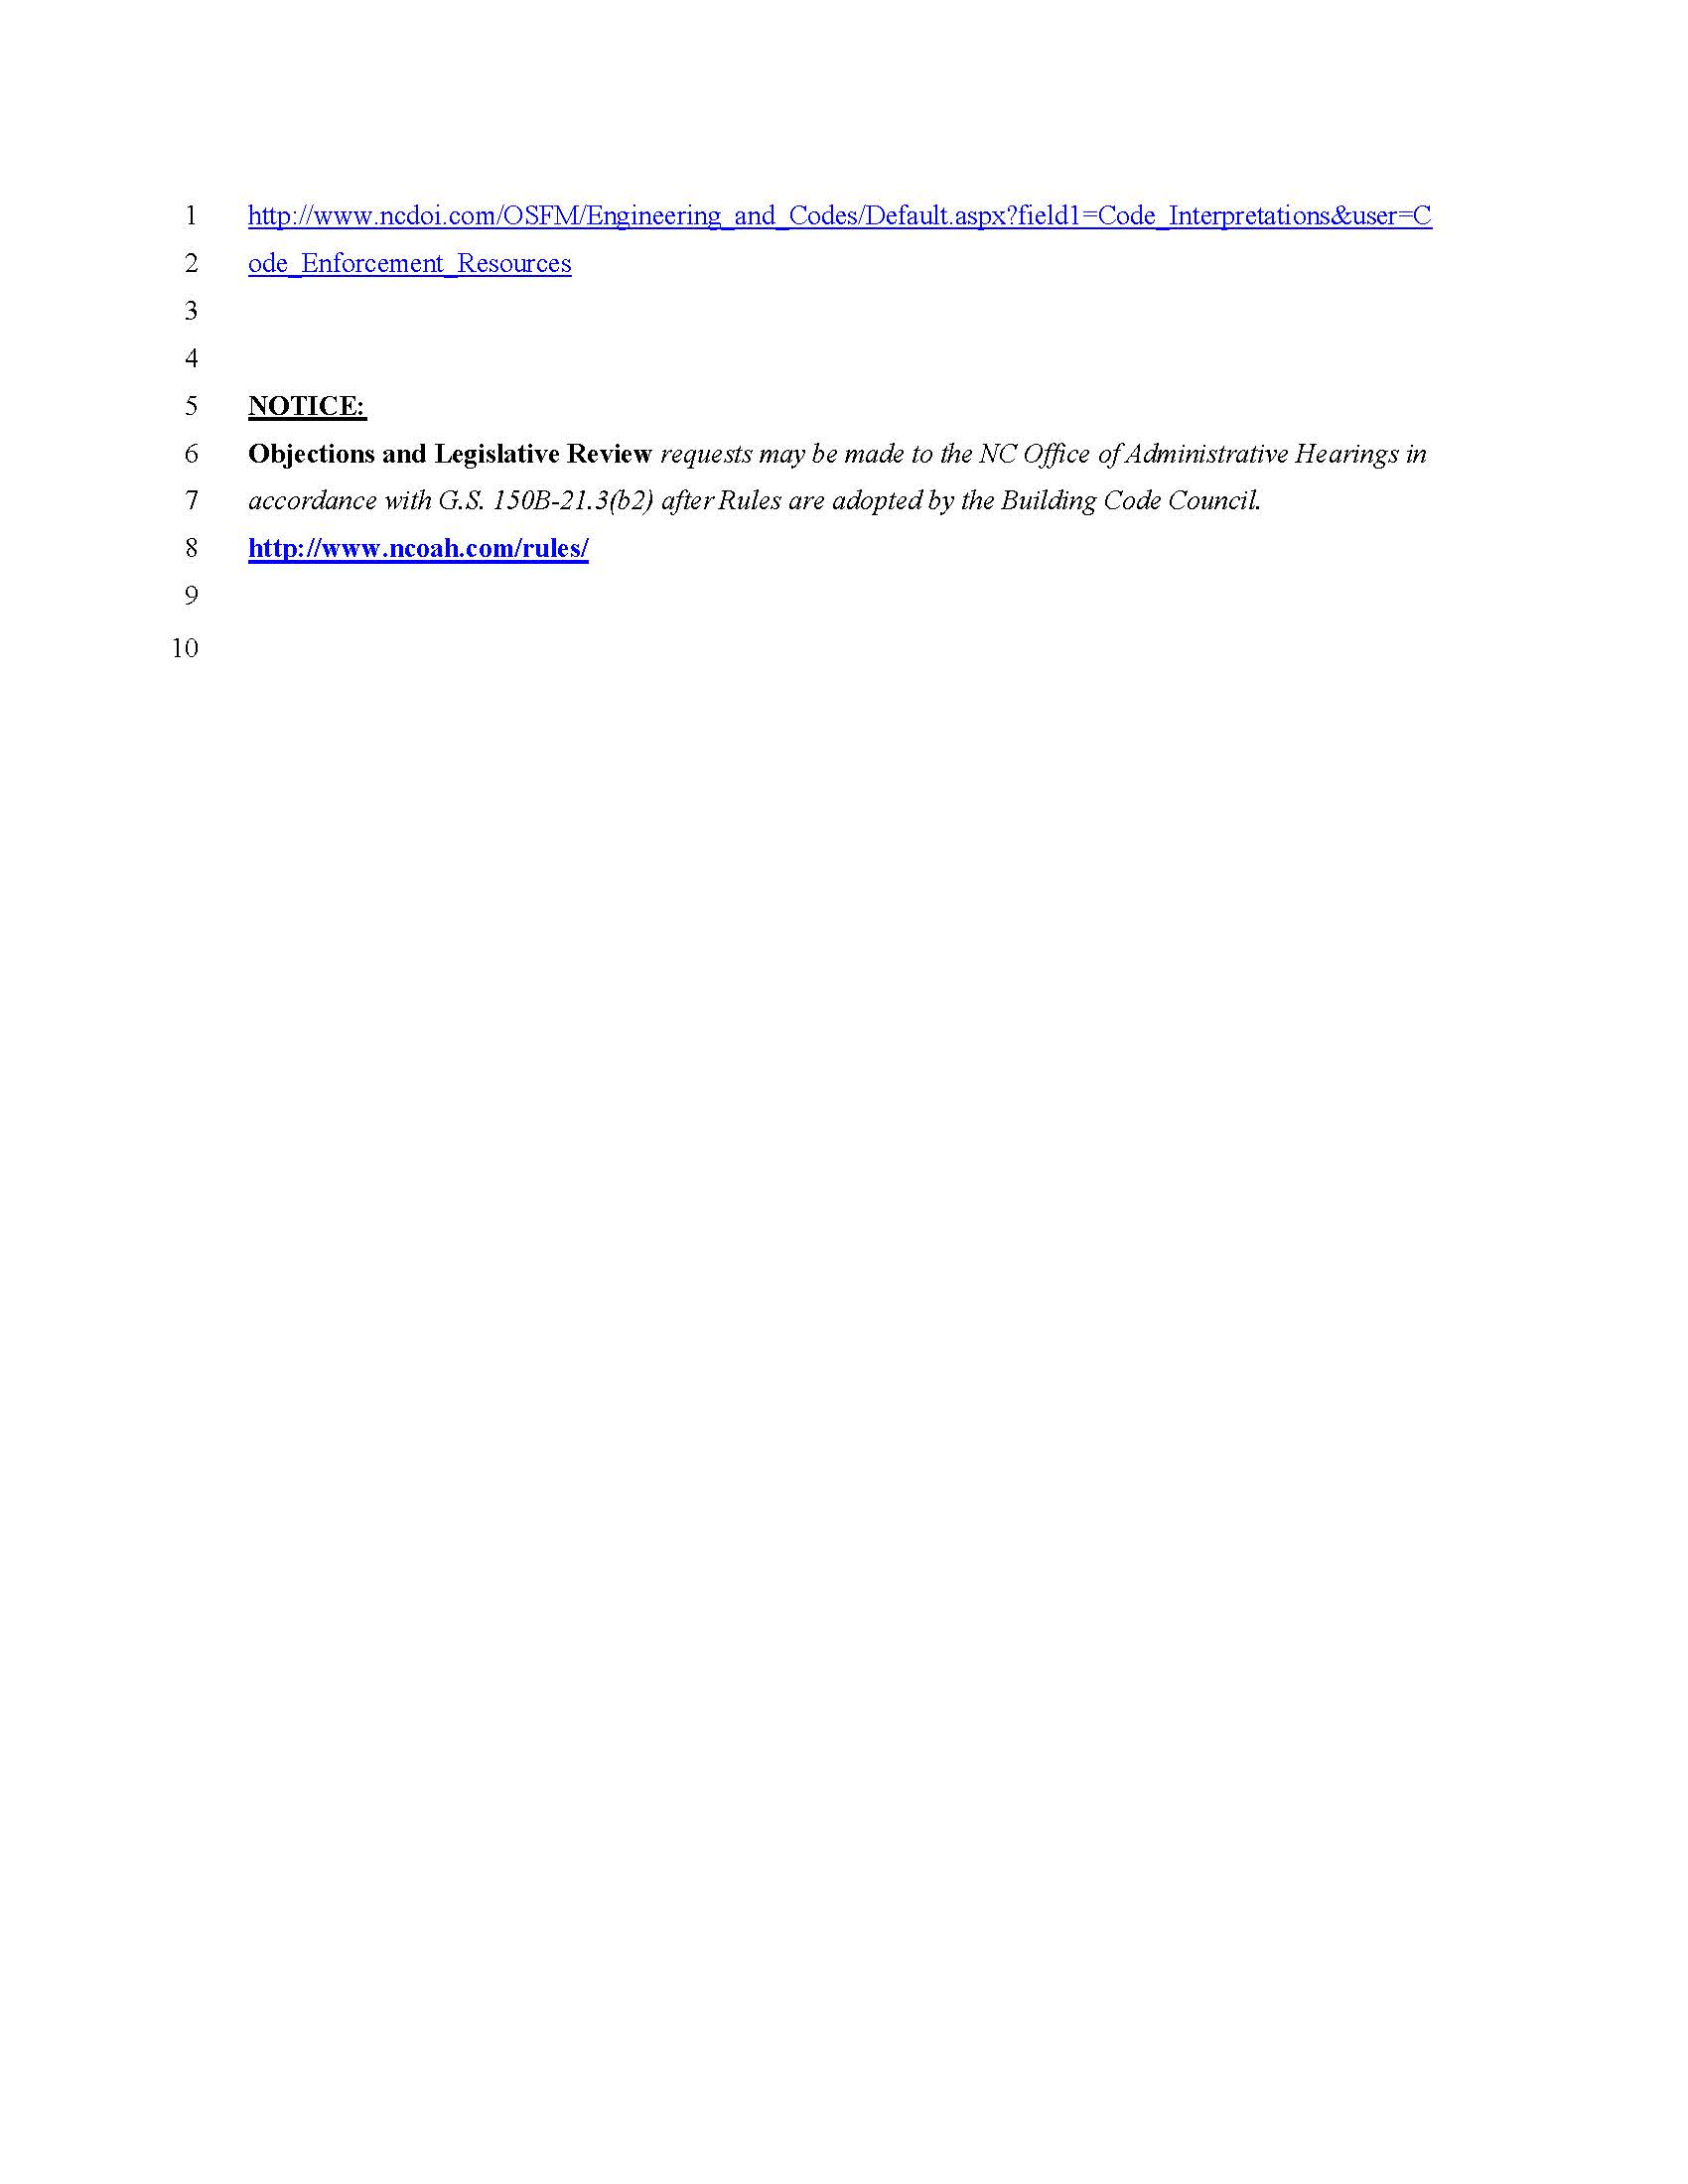 1 http://www.ncdoi.com/OSFM/Engineering_and_Codes/Default.aspx?field1=Code_Interpretations&user=C
2 ode_Enforcement_Resources
3
4
5 NOTICE:
6 Objections and Legislative Review requests may be made to the NC Office of Administrative Hearings in
7 accordance with G.S. 150B-21.3(b2) after Rules are adopted by the Building Code Council.
8 http://www.ncoah.com/rules/
9
10